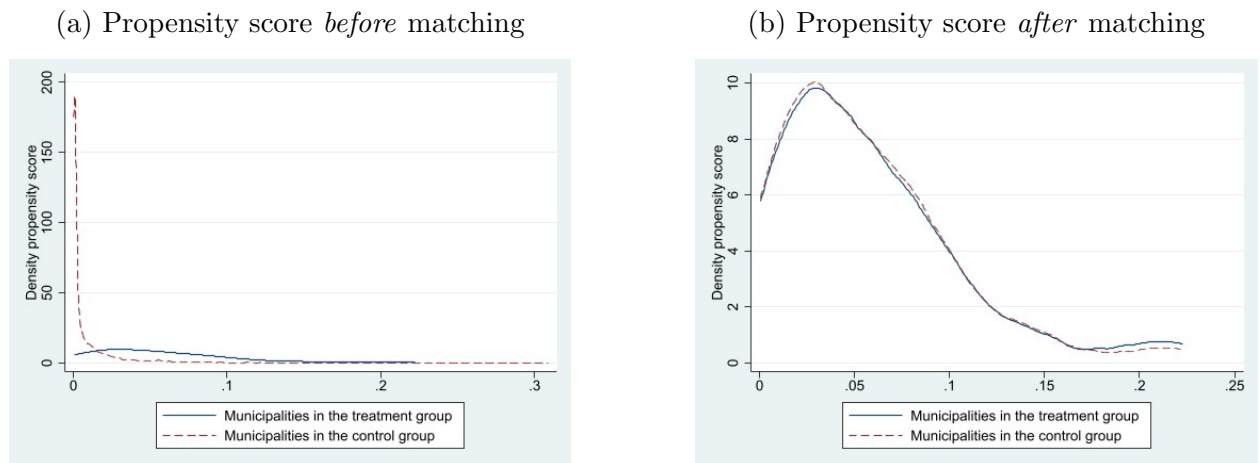 (a) Propensity score before matching
200
150
100
50
0
Density propensity score
0 .1 .2 .3
Municipalities in the treatment group
Municipalities in the control group
(b) Propensity score after matching
10
8
6
4
2
0
Density propensity score
0 .05 .1 .15 .2 .25
Municipalities in the treatment group
Municipalities in the control group